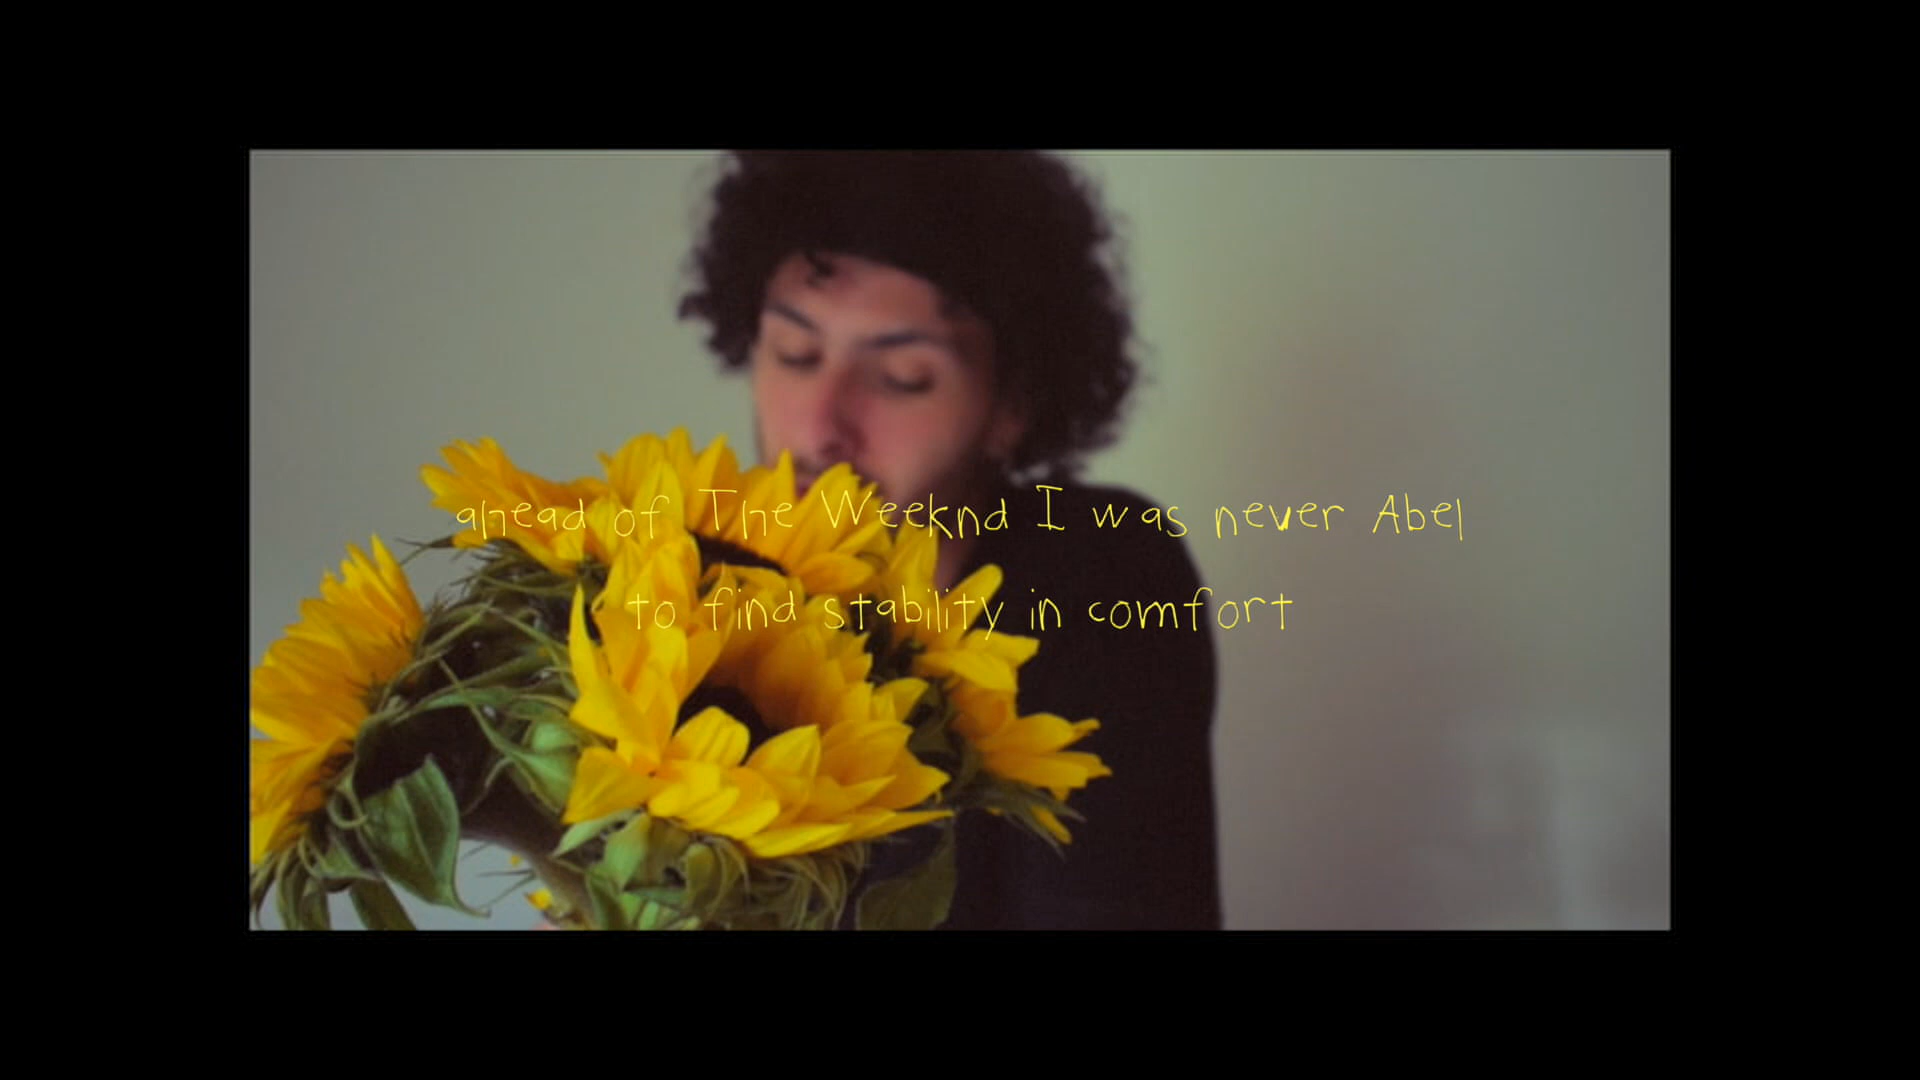 ahead of The Weeknd I was never Abel
to find stability in comfort